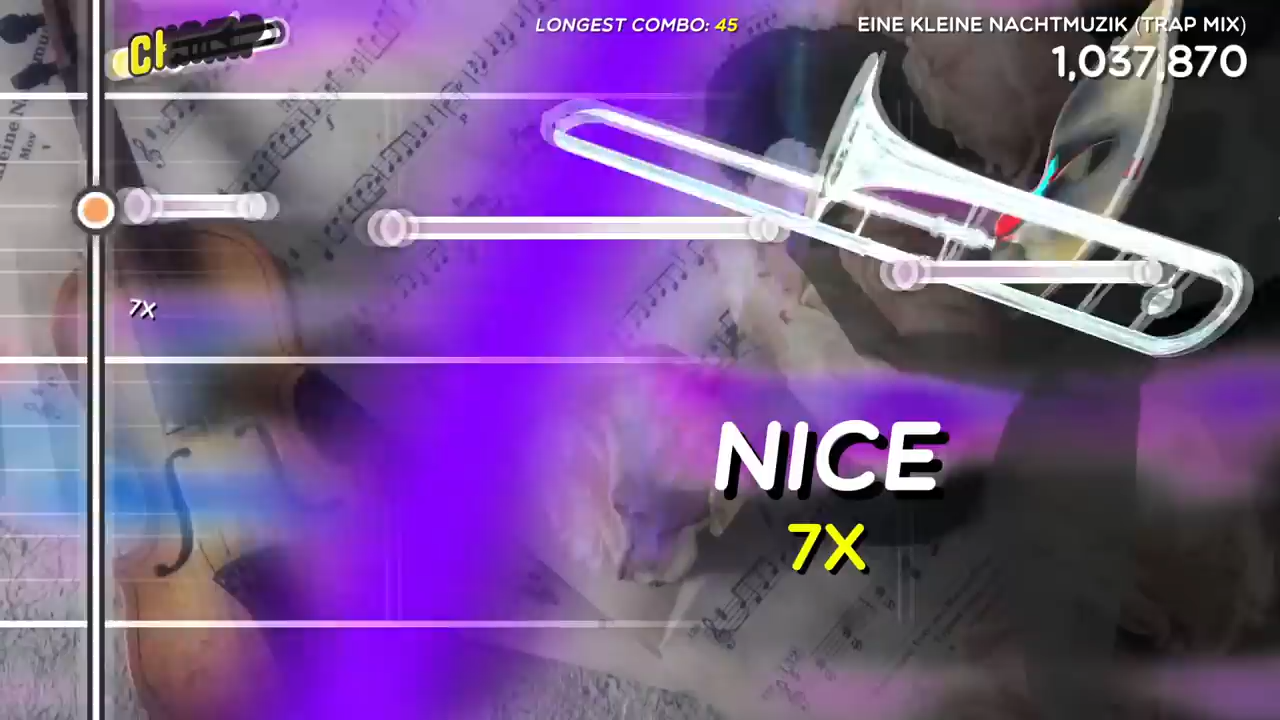 LONGEST COMBO: 45
EINE KLEINE NACHTMUZIK (TRAP MIX)
1,037,870
7X
NICE
7X